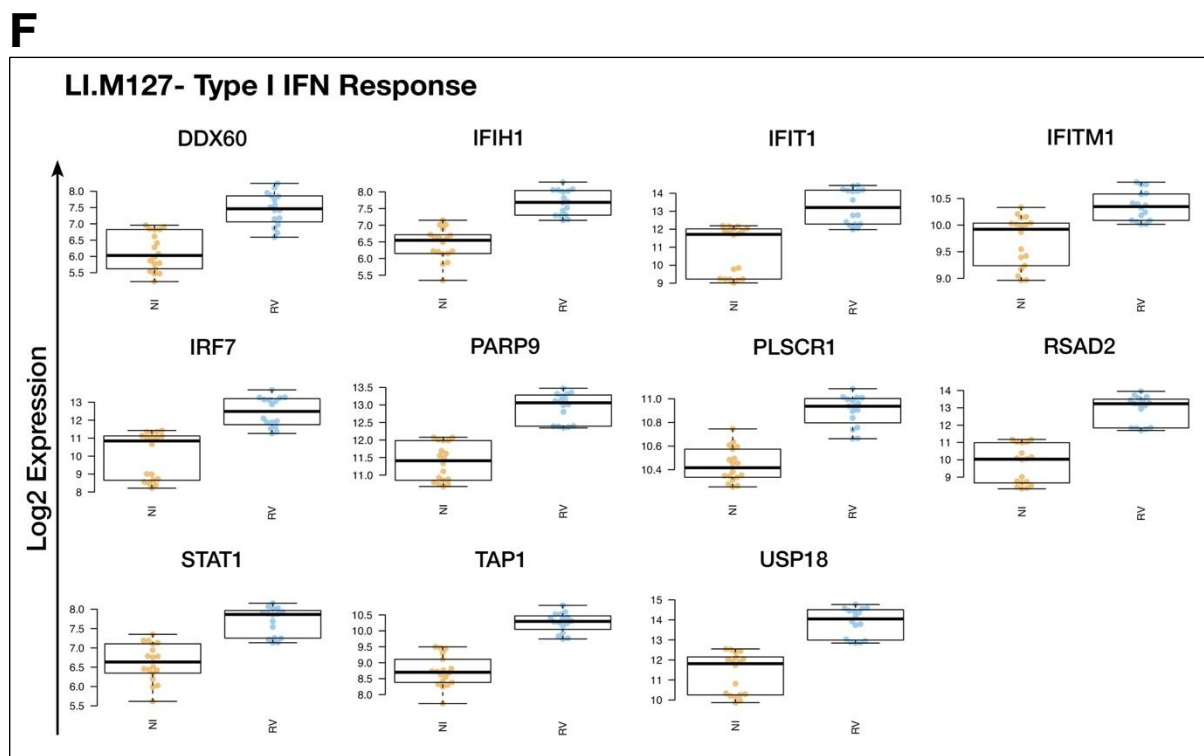 F
LI.M127- Type I IFN Response
Log2 Expression
DDX60
8.0
7.5
7.0
6.5
6.0
5.5
NI
RV
IFIH1
8.0
7.5
7.0
6.5
6.0
5.5
NI
RV
IFIT1
14
13
12
11
10
9
NI
RV
IFITM1
10.5
10.0
9.5
9.0
NI
RV
IRF7
13
12
11
10
9
8
NI
RV
PARP9
13.5
13.0
12.5
12.0
11.5
11.0
NI
RV
PLSCR1
11.0
10.8
10.6
10.4
NI
RV
RSAD2
14
13
12
11
10
9
NI
RV
STAT1
8.0
7.5
7.0
6.5
6.0
5.5
NI
RV
TAP1
10.5
10.0
9.5
9.0
8.5
8.0
NI
RV
USP18
15
14
13
12
11
10
NI
RV